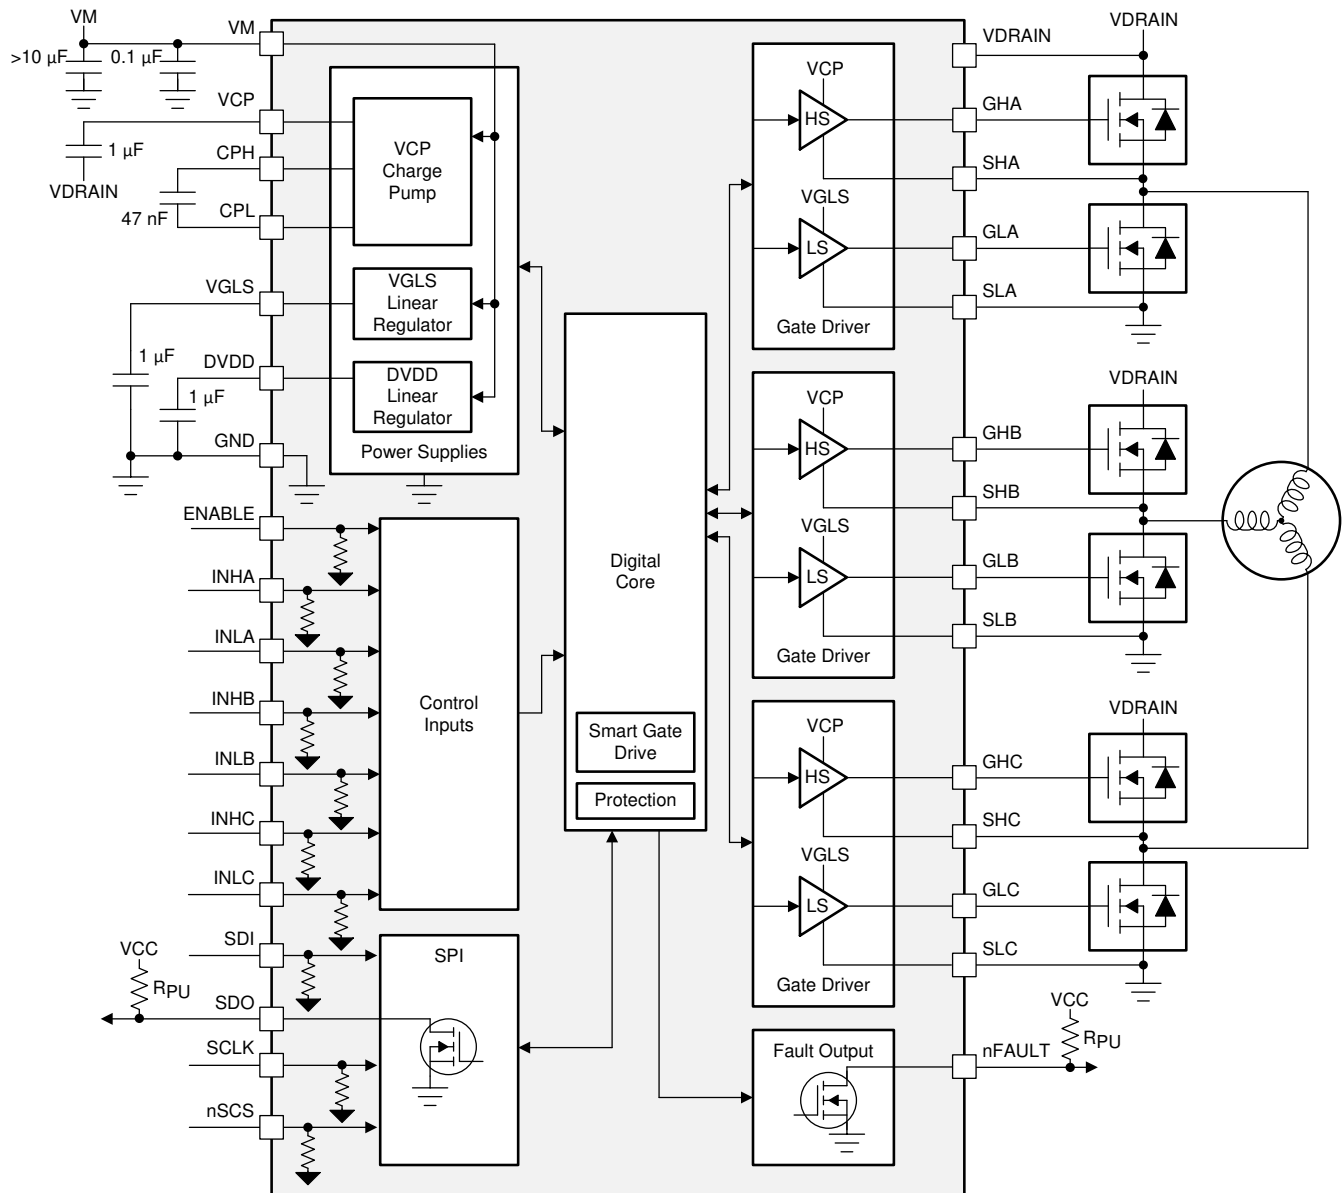 VM
>10 µF
0.1 µF
VM
VCP
1 µF
VDRAIN
CPH
47 nF
CPL
VGLS
1 µF
DVDD
1 µF
GND
VCP
Charge
Pump
VGLS
Linear
Regulator
DVDD
Linear
Regulator
Power Supplies
ENABLE
INHA
INLA
INHB
INLB
INHC
INLC
Control
Inputs
SDI
VCC
RPU
SDO
SCLK
nSCS
SPI
Digital
Core
Smart Gate
Drive
Protection
VCP
HS
VGLS
LS
Gate Driver
VCP
HS
VGLS
LS
Gate Driver
VCP
HS
VGLS
LS
Gate Driver
Fault Output
VDRAIN
VDRAIN
GHA
SHA
GLA
SLA
VDRAIN
GHB
SHB
GLB
SLB
VDRAIN
GHC
SHC
GLC
SLC
VCC
RPU
nFAULT